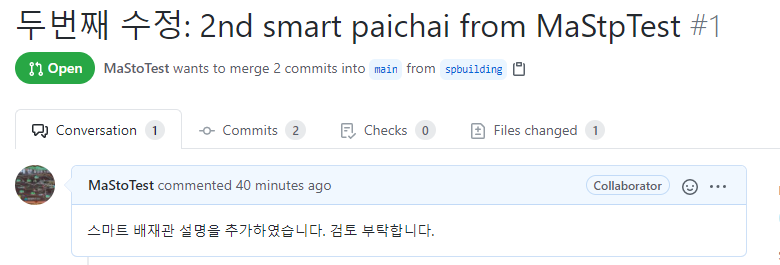 두번째 수정: 2nd smart paichai from MaStpTest #1
Open MaStoTest wants to merge 2 commits into main from spbuilding
Conversation 1 Commits 2 Checks 0 Files changed 1
MaStoTest commented 40 minutes ago Collaborator
스마트 배재관 설명을 추가하였습니다. 검토 부탁합니다.